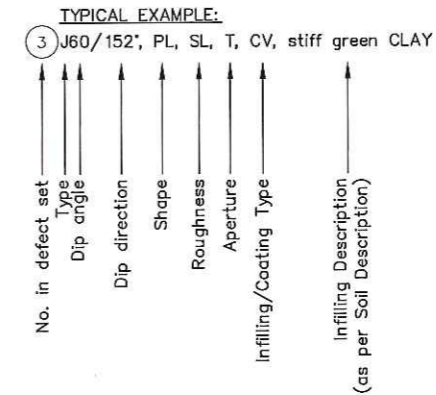 TYPICAL EXAMPLE:
3 J60/152°, PL, SL, T, CV, stiff green CLAY
No. in defect set
Type
Dip angle
Dip direction
Shape
Roughness
Aperture
Infilling/Coating Type
Infilling Description
(as per Soil Description)